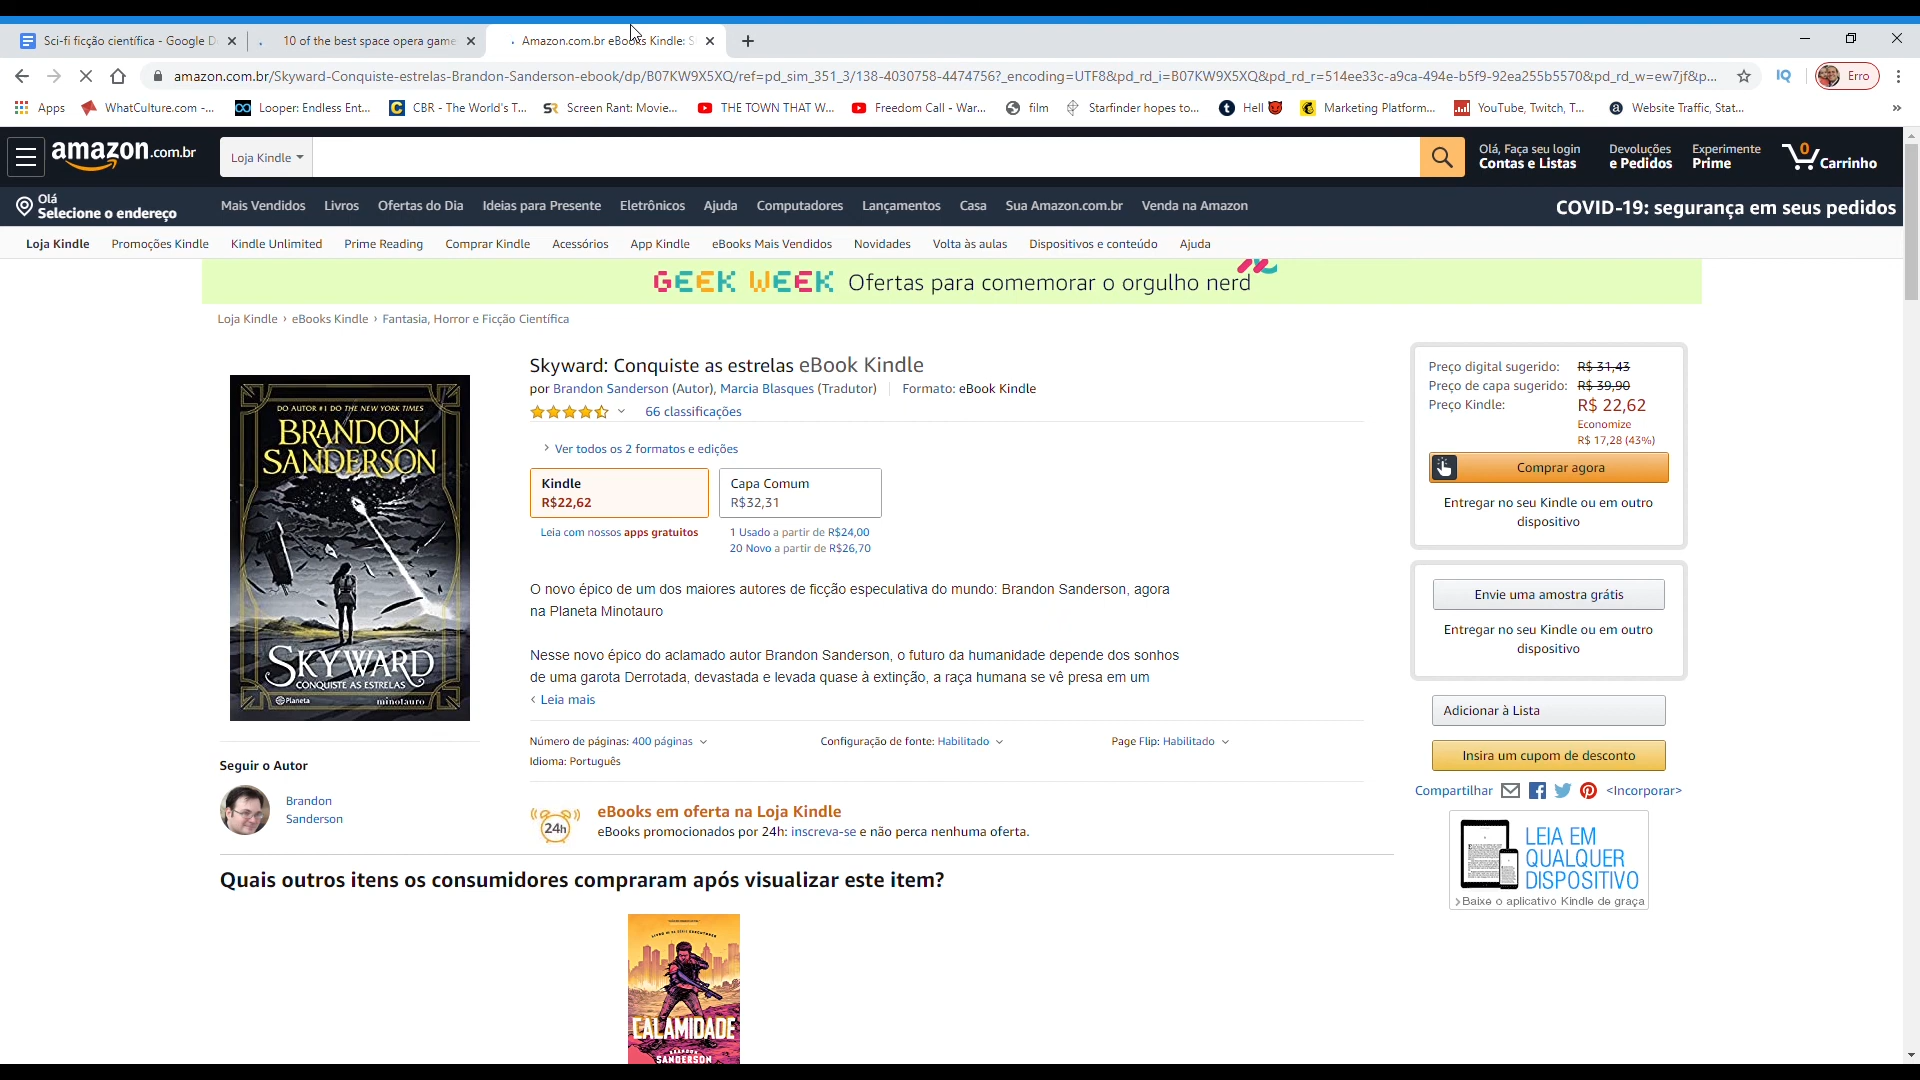 Sci-fi ficção científica - Google D
10 of the best space opera game
Amazon.com.br eBooks Kindle: S
amazon.com.br/Skyward-Conquiste-estrelas-Brandon-Sanderson-ebook/dp/B07KW9X5XQ/ref=pd_sim_351_3/138-4030758-4474756?_encoding=UTF8&pd_rd_i=B07KW9X5XQ&pd_rd_r=514ee33c-a9ca-494e-b5f9-92ea255b5570&pd_rd_w=ew7jf&p...
IQ
Erro
Apps
WhatCulture.com -...
Looper: Endless Ent...
CBR - The World's T...
Screen Rant: Movie...
THE TOWN THAT W...
Freedom Call - War...
film
Starfinder hopes to...
Hell
Marketing Platform...
YouTube, Twitch, T...
Website Traffic, Stat...
amazon.com.br
Loja Kindle
Olá, Faça seu login
Contas e Listas
Devoluções
e Pedidos
Experimente
Prime
0
Carrinho
Olá
Selecione o endereço
Mais Vendidos
Livros
Ofertas do Dia
Ideias para Presente
Eletrônicos
Ajuda
Computadores
Lançamentos
Casa
Sua Amazon.com.br
Venda na Amazon
COVID-19: segurança em seus pedidos
Loja Kindle
Promoções Kindle
Kindle Unlimited
Prime Reading
Comprar Kindle
Acessórios
App Kindle
eBooks Mais Vendidos
Novidades
Volta às aulas
Dispositivos e conteúdo
Ajuda
GEEK WEEK Ofertas para comemorar o orgulho nerd
Loja Kindle › eBooks Kindle › Fantasia, Horror e Ficção Científica
DO AUTOR #1 DO THE NEW YORK TIMES
BRANDON
SANDERSON
SKYWARD
CONQUISTE AS ESTRELAS
Planeta
minotauro
Seguir o Autor
Brandon
Sanderson
Skyward: Conquiste as estrelas eBook Kindle
por Brandon Sanderson (Autor), Marcia Blasques (Tradutor)
Formato: eBook Kindle
66 classificações
› Ver todos os 2 formatos e edições
Kindle
R$22,62
Leia com nossos apps gratuitos
Capa Comum
R$32,31
1 Usado a partir de R$24,00
20 Novo a partir de R$26,70
O novo épico de um dos maiores autores de ficção especulativa do mundo: Brandon Sanderson, agora
na Planeta Minotauro
Nesse novo épico do aclamado autor Brandon Sanderson, o futuro da humanidade depende dos sonhos
de uma garota Derrotada, devastada e levada quase à extinção, a raça humana se vê presa em um
‹ Leia mais
Número de páginas: 400 páginas
Configuração de fonte: Habilitado
Page Flip: Habilitado
Idioma: Português
24h
eBooks em oferta na Loja Kindle
eBooks promocionados por 24h: inscreva-se e não perca nenhuma oferta.
Preço digital sugerido: R$ 31,43
Preço de capa sugerido: R$ 39,90
Preço Kindle: R$ 22,62
Economize
R$ 17,28 (43%)
Comprar agora
Entregar no seu Kindle ou em outro
dispositivo
Envie uma amostra grátis
Entregar no seu Kindle ou em outro
dispositivo
Adicionar à Lista
Insira um cupom de desconto
Compartilhar
<Incorporar>
LEIA EM
QUALQUER
DISPOSITIVO
›Baixe o aplicativo Kindle de graça
Quais outros itens os consumidores compraram após visualizar este item?
CALAMIDADE
BRANDON
SANDERSON